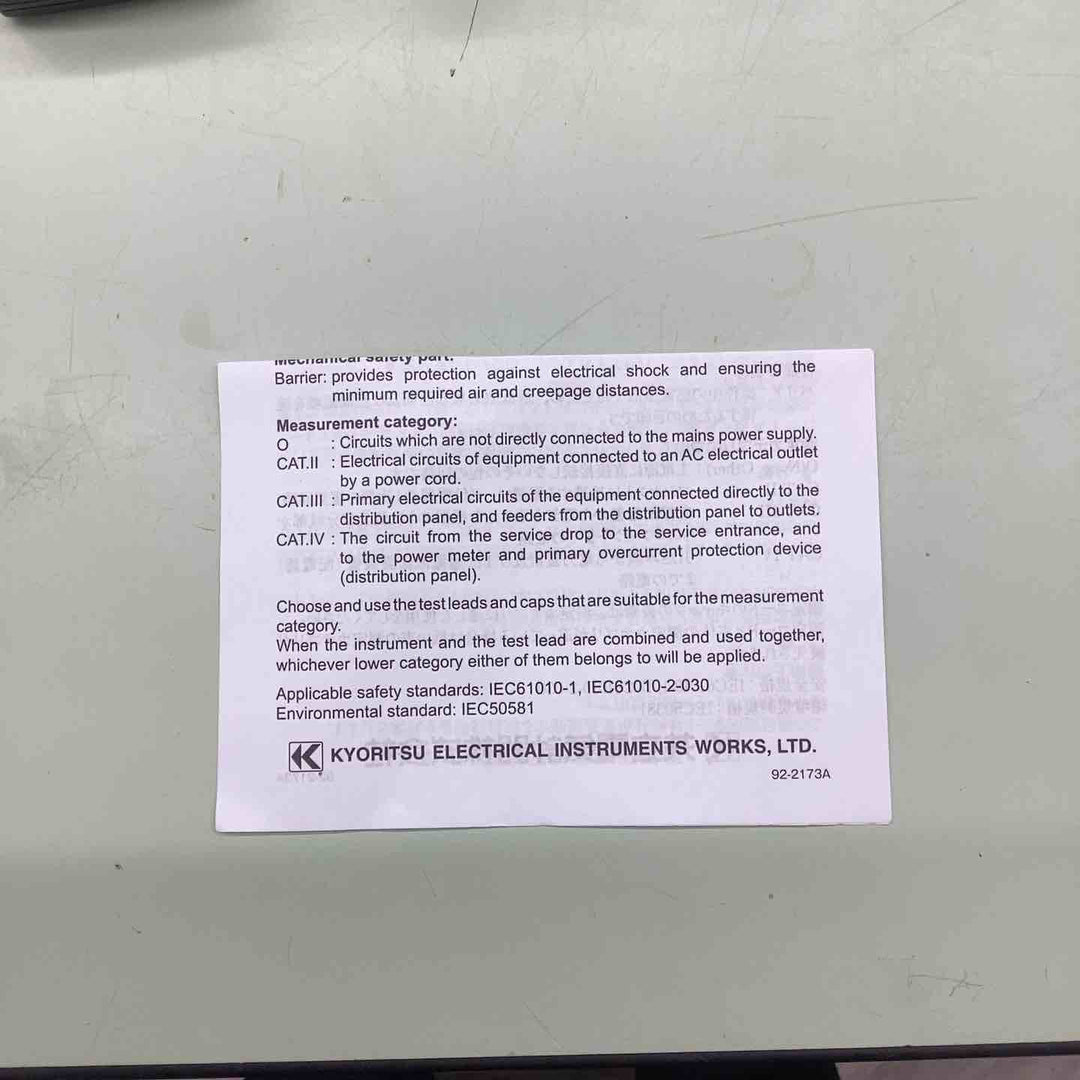 Mechanical safety part.
Barrier: provides protection against electrical shock and ensuring the
minimum required air and creepage distances.
Measurement category:
O : Circuits which are not directly connected to the mains power supply.
CAT.II : Electrical circuits of equipment connected to an AC electrical outlet
by a power cord.
CAT.III : Primary electrical circuits of the equipment connected directly to the
distribution panel, and feeders from the distribution panel to outlets.
CAT.IV : The circuit from the service drop to the service entrance, and
to the power meter and primary overcurrent protection device
(distribution panel).
Choose and use the test leads and caps that are suitable for the measurement
category.
When the instrument and the test lead are combined and used together,
whichever lower category either of them belongs to will be applied.
Applicable safety standards: IEC61010-1, IEC61010-2-030
Environmental standard: IEC50581
K KYORITSU ELECTRICAL INSTRUMENTS WORKS, LTD.
92-2173A